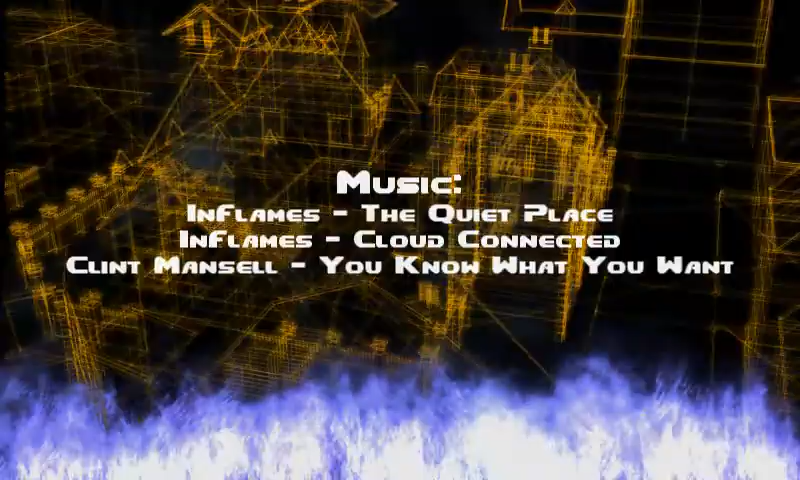 Music:
InFlames - The Quiet Place
InFlames - Cloud Connected
Clint Mansell - You Know What You Want